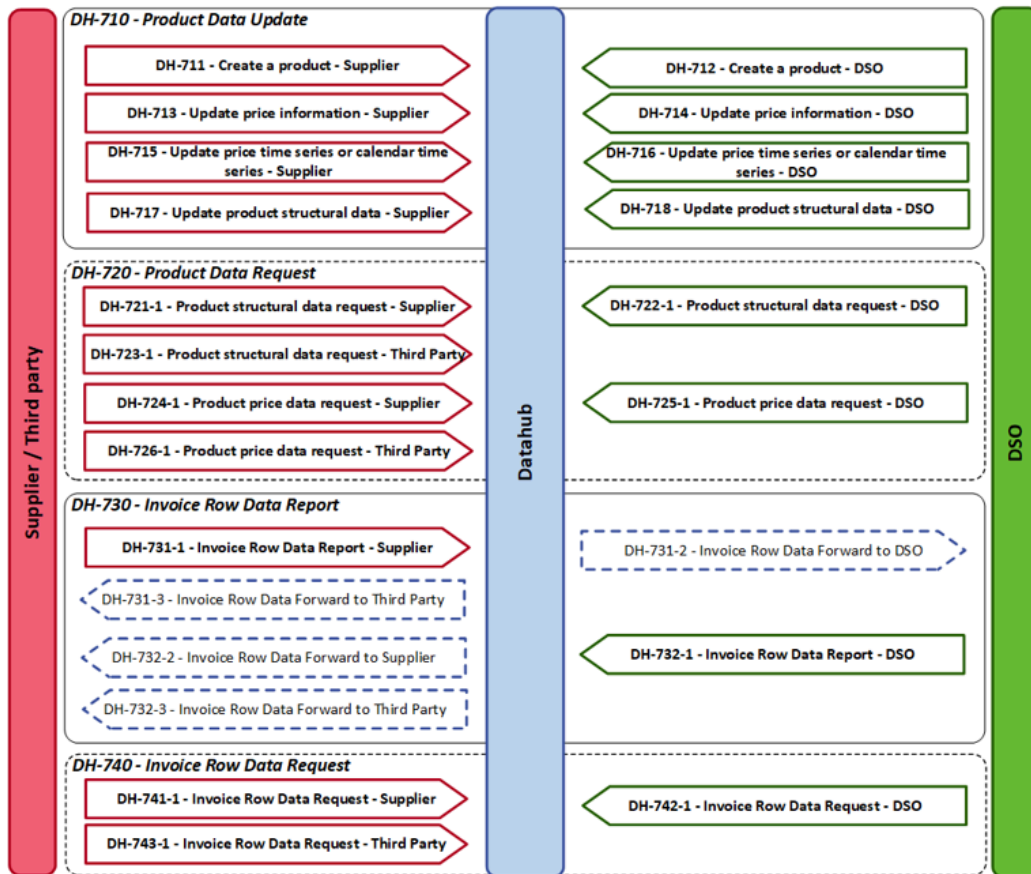 DH-710 - Product Data Update
DH-711 - Create a product - Supplier
DH-712 - Create a product - DSO
DH-713 - Update price information - Supplier
DH-714 - Update price information - DSO
DH-715 - Update price time series or calendar time
series - Supplier
DH-716 - Update price time series or calendar time
series - DSO
DH-717 - Update product structural data - Supplier
DH-718 - Update product structural data - DSO
DH-720 - Product Data Request
DH-721-1 - Product structural data request - Supplier
DH-722-1 - Product structural data request - DSO
DH-723-1 - Product structural data request - Third Party
DH-724-1 - Product price data request - Supplier
DH-725-1 - Product price data request - DSO
DH-726-1 - Product price data request - Third Party
DH-730 - Invoice Row Data Report
DH-731-1 - Invoice Row Data Report - Supplier
DH-731-2 - Invoice Row Data Forward to DSO
DH-731-3 - Invoice Row Data Forward to Third Party
DH-732-2 - Invoice Row Data Forward to Supplier
DH-732-1 - Invoice Row Data Report - DSO
DH-732-3 - Invoice Row Data Forward to Third Party
DH-740 - Invoice Row Data Request
DH-741-1 - Invoice Row Data Request - Supplier
DH-742-1 - Invoice Row Data Request - DSO
DH-743-1 - Invoice Row Data Request - Third Party
Supplier / Third party
Datahub
DSO